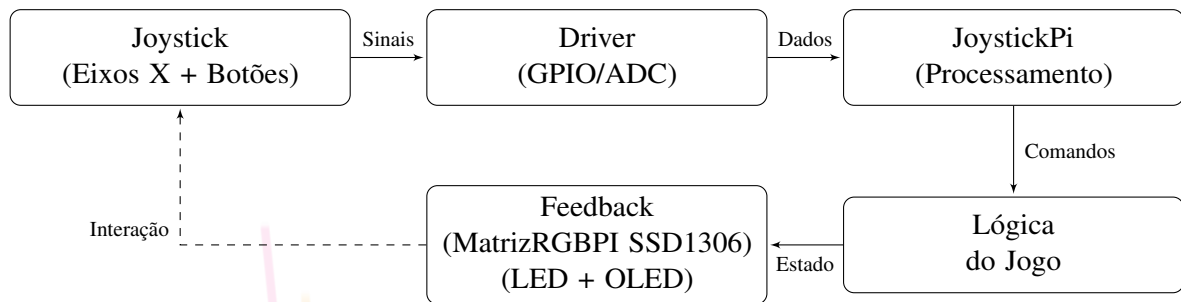 Joystick
(Eixos X + Botões)
Sinais
Driver
(GPIO/ADC)
Dados
JoystickPi
(Processamento)
Comandos
Lógica
do Jogo
Estado
Feedback
(MatrizRGBPI SSD1306)
(LED + OLED)
Interação